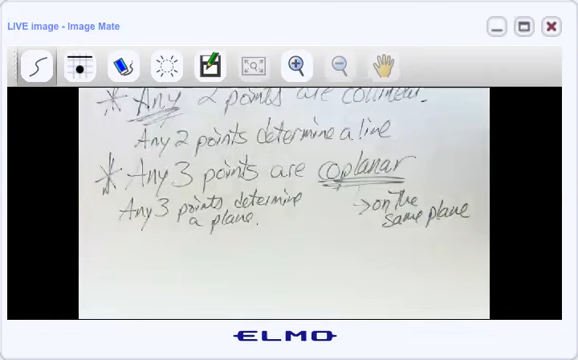 LIVE image - Image Mate
* Any 2 points are collinear.
Any 2 points determine a line
* Any 3 points are coplanar
Any 3 points determine
a plane.
→ on the
same plane
ELMO